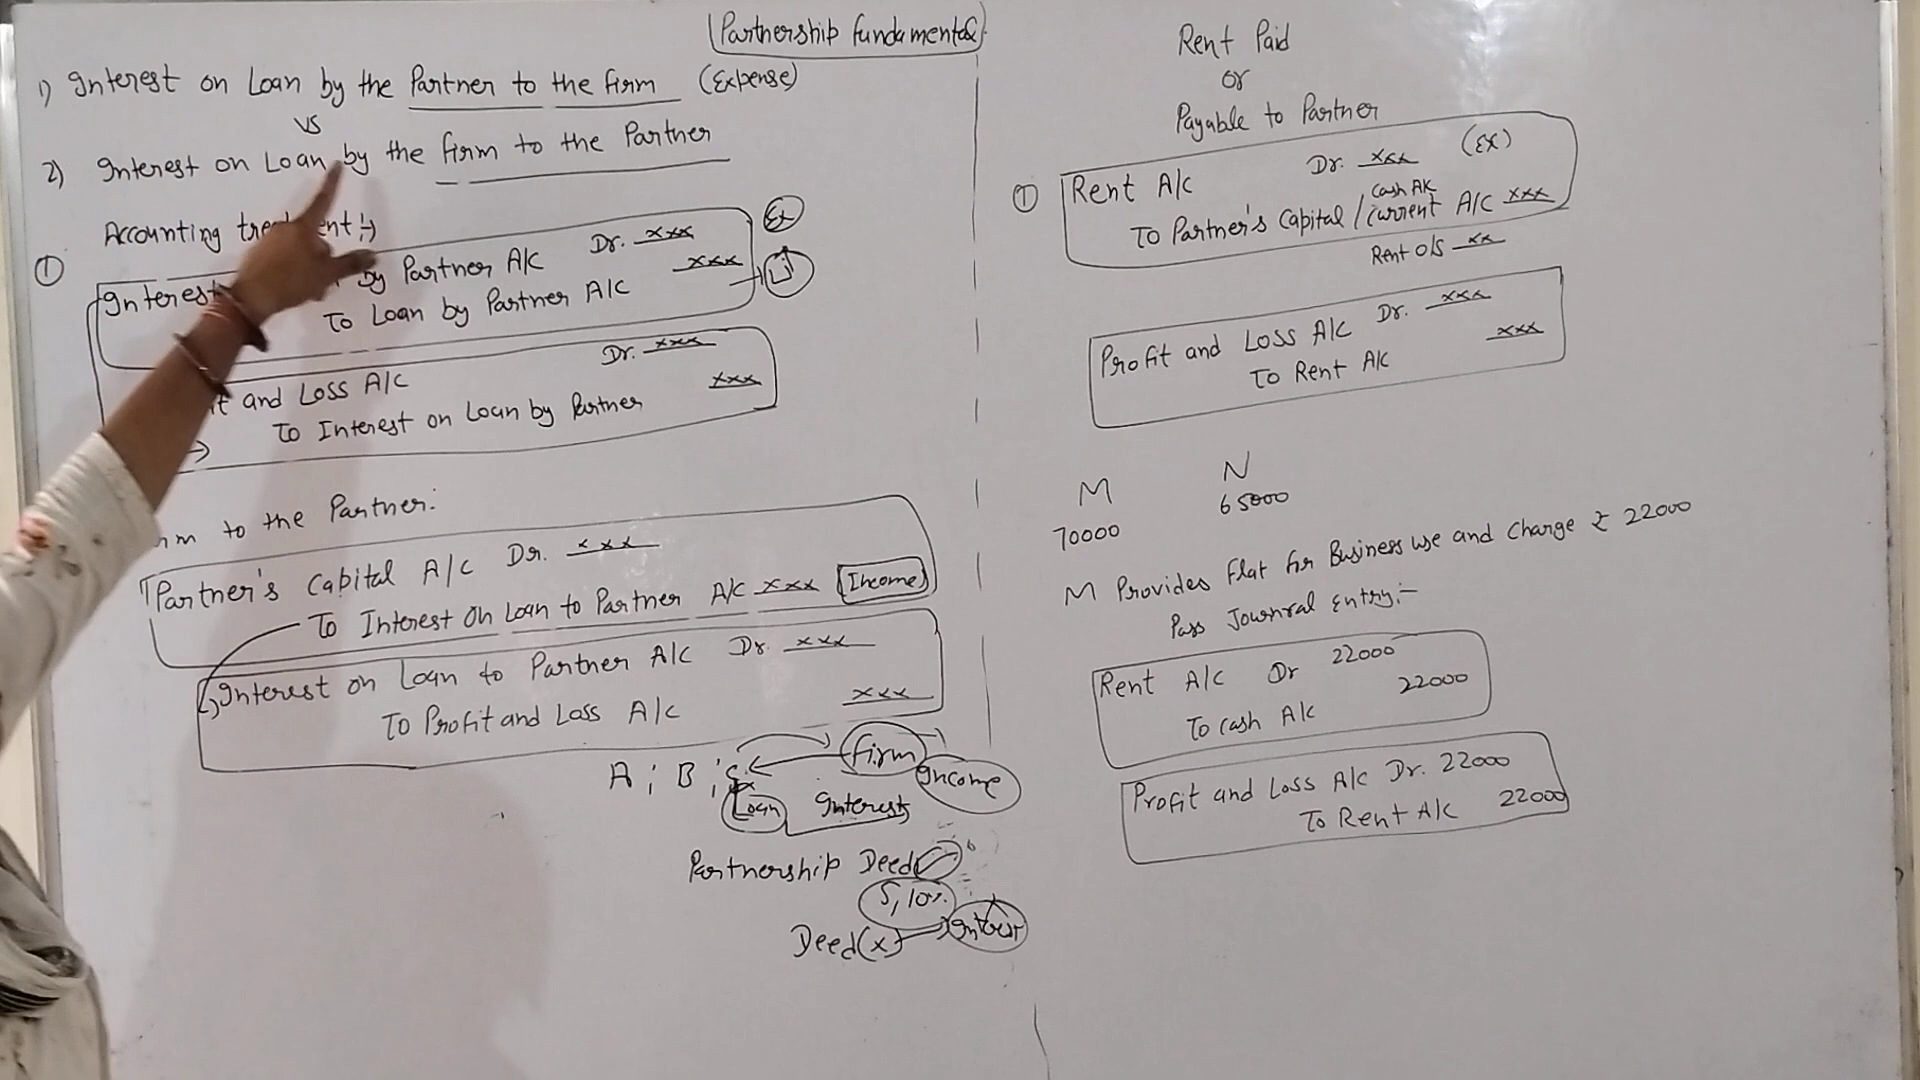 Partnership fundamental
1) Interest on Loan by the Partner to the firm (Expense)
vs
2) Interest on Loan by the firm to the Partner
Accounting tre ent :-)
①
Interest by Partner A/c Dr. xxx
To Loan by Partner A/c xxx
Ex
L
and Loss A/c Dr. xxx
To Interest on Loan by Partner xxx
to the Partner:
Partner's Capital A/c Dr. xxx
To Interest on Loan to Partner A/c xxx Income
Interest on Loan to Partner A/c Dr. xxx
To Profit and Loss A/c xxx
A ; B ; firm
Income
Loan Interest
Partnership Deed
5, 10%
Deed (x) Interest
Rent Paid
or
Payable to Partner
① Rent A/c Dr. xxx (Ex)
Cash A/c
To Partner's Capital / Current A/c xxx
Rent O/s xx
Profit and Loss A/c Dr. xxx
To Rent A/c xxx
M N
70000 65000
M Provides flat for Business use and charge ₹ 22000
Pass Journral Entry:-
Rent A/c Dr 22000
To cash A/c 22000
Profit and Loss A/c Dr. 22000
To Rent A/c 22000